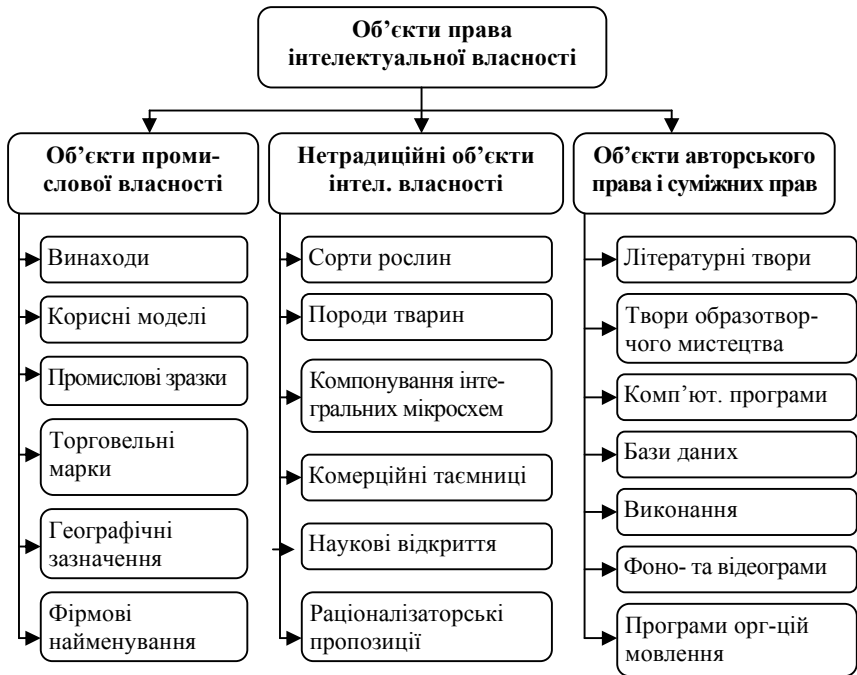 Об’єкти права
інтелектуальної власності
Об’єкти проми-
слової власності
Винаходи
Корисні моделі
Промислові зразки
Торговельні
марки
Географічні
зазначення
Фірмові
найменування
Нетрадиційні об’єкти
інтел. власності
Сорти рослин
Породи тварин
Компонування інте-
гральних мікросхем
Комерційні таємниці
Наукові відкриття
Раціоналізаторські
пропозиції
Об’єкти авторського
права і суміжних прав
Літературні твори
Твори образотвор-
чого мистецтва
Комп’ют. програми
Бази даних
Виконання
Фоно- та відеограми
Програми орг-цій
мовлення